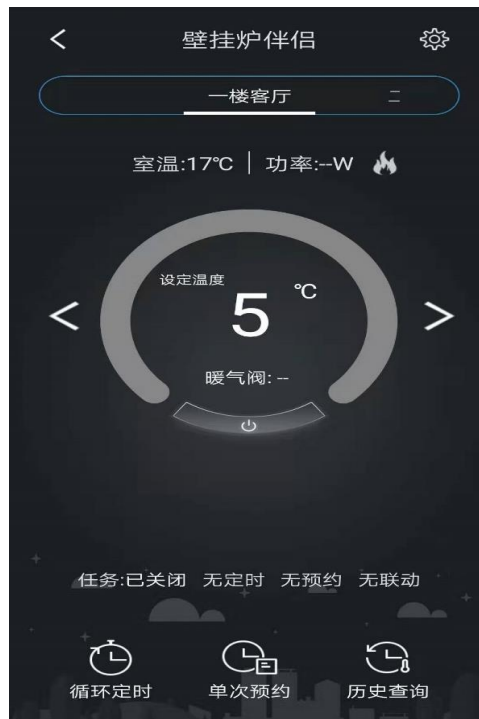 壁挂炉伴侣
一楼客厅 二
室温:17℃ | 功率:--W
设定温度
5 ℃
暖气阀: --
任务:已关闭 无定时 无预约 无联动
循环定时 单次预约 历史查询